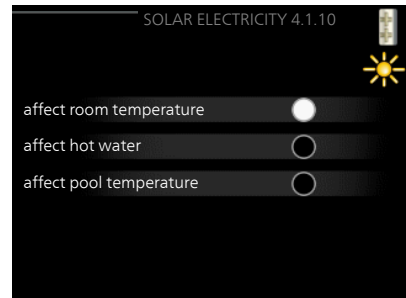 SOLAR ELECTRICITY 4.1.10
affect room temperature
affect hot water
affect pool temperature